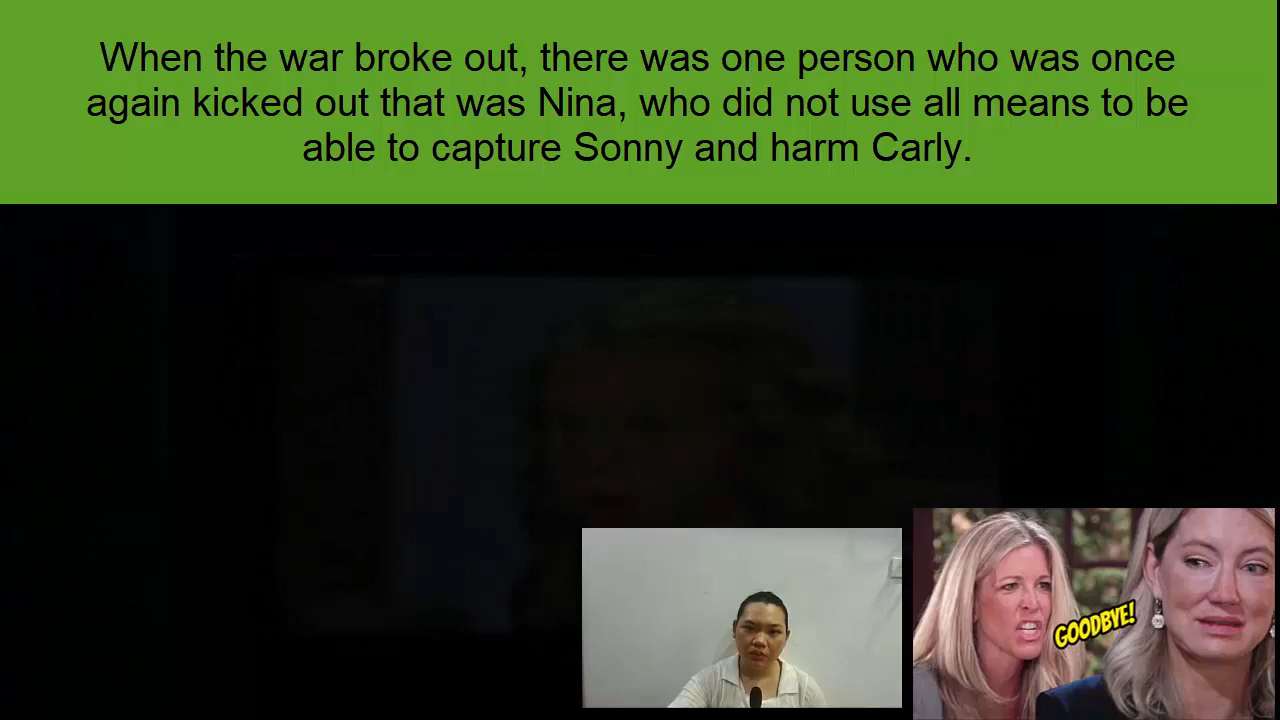 When the war broke out, there was one person who was once
again kicked out that was Nina, who did not use all means to be
able to capture Sonny and harm Carly.
GOODBYE!